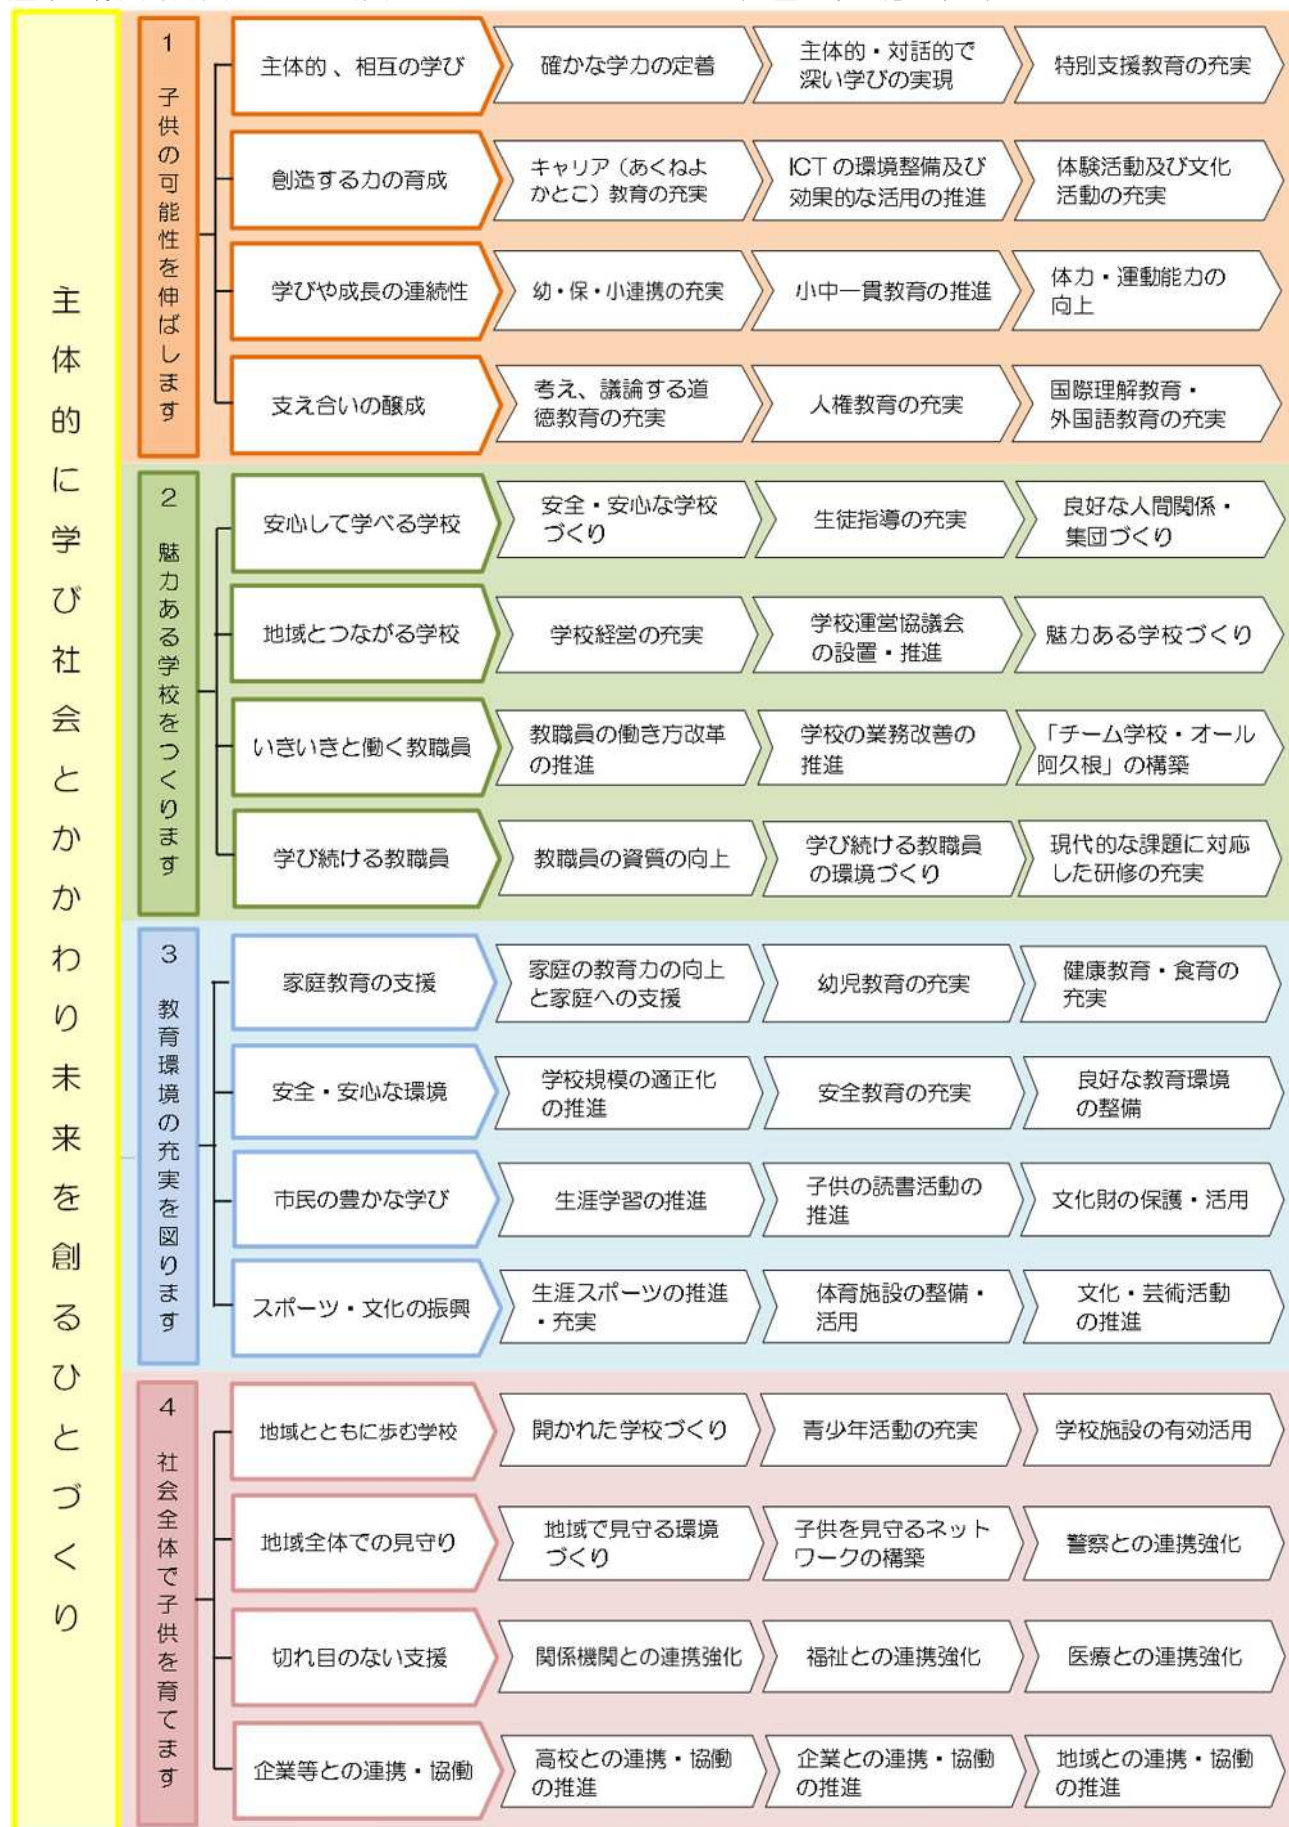 主体的に学び社会とかかわり未来を創るひとづくり
1 子供の可能性を伸ばします
主体的、相互の学び
確かな学力の定着
主体的・対話的で
深い学びの実現
特別支援教育の充実
創造する力の育成
キャリア（あくねよ
かとこ）教育の充実
ICTの環境整備及び
効果的な活用の推進
体験活動及び文化
活動の充実
学びや成長の連続性
幼・保・小連携の充実
小中一貫教育の推進
体力・運動能力の
向上
支え合いの醸成
考え、議論する道
徳教育の充実
人権教育の充実
国際理解教育・
外国語教育の充実
2 魅力ある学校をつくります
安心して学べる学校
安全・安心な学校
づくり
生徒指導の充実
良好な人間関係・
集団づくり
地域とつながる学校
学校経営の充実
学校運営協議会
の設置・推進
魅力ある学校づくり
いきいきと働く教職員
教職員の働き方改革
の推進
学校の業務改善の
推進
「チーム学校・オール
阿久根」の構築
学び続ける教職員
教職員の資質の向上
学び続ける教職員
の環境づくり
現代的な課題に対応
した研修の充実
3 教育環境の充実を図ります
家庭教育の支援
家庭の教育力の向上
と家庭への支援
幼児教育の充実
健康教育・食育の
充実
安全・安心な環境
学校規模の適正化
の推進
安全教育の充実
良好な教育環境
の整備
市民の豊かな学び
生涯学習の推進
子供の読書活動の
推進
文化財の保護・活用
スポーツ・文化の振興
生涯スポーツの推進
・充実
体育施設の整備・
活用
文化・芸術活動
の推進
4 社会全体で子供を育てます
地域とともに歩む学校
開かれた学校づくり
青少年活動の充実
学校施設の有効活用
地域全体での見守り
地域で見守る環境
づくり
子供を見守るネット
ワークの構築
警察との連携強化
切れ目のない支援
関係機関との連携強化
福祉との連携強化
医療との連携強化
企業等との連携・協働
高校との連携・協働
の推進
企業との連携・協働
の推進
地域との連携・協働
の推進